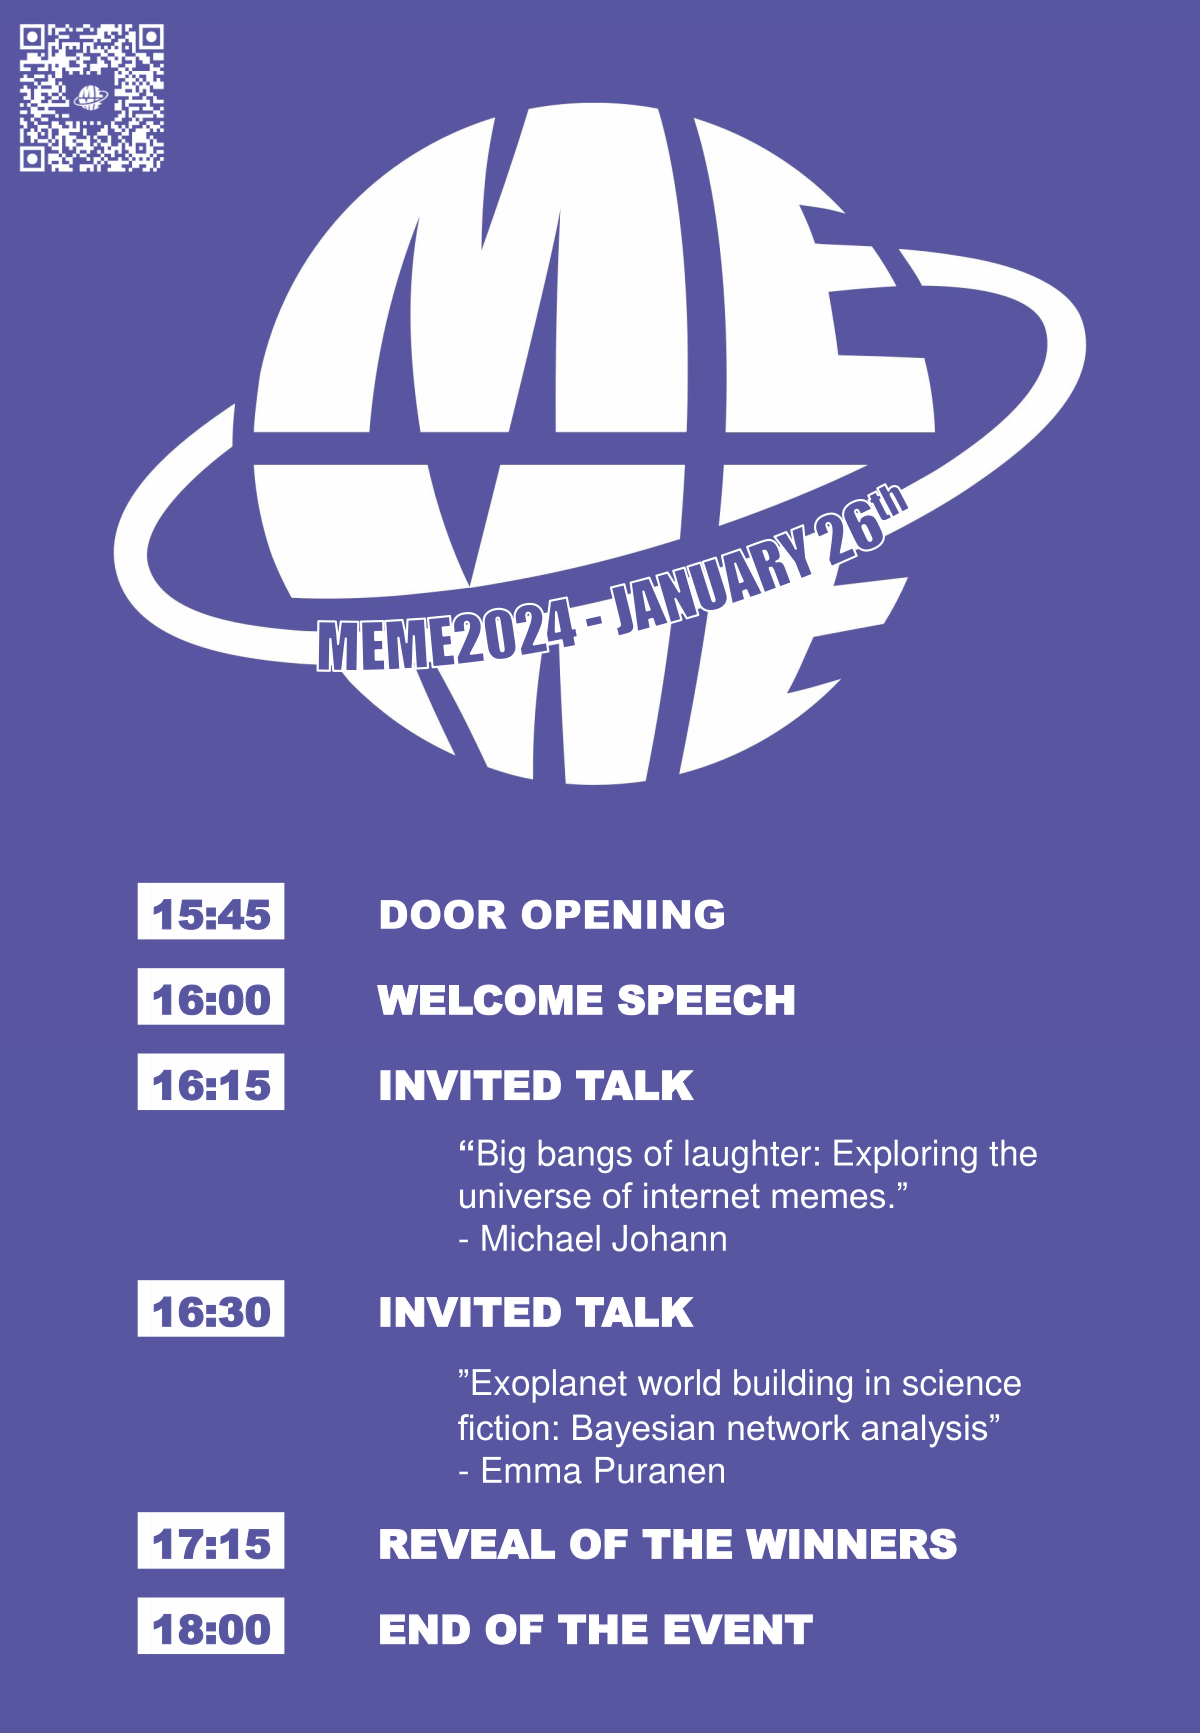 ME
ME
MEME2024 - JANUARY 26th
15:45 DOOR OPENING
16:00 WELCOME SPEECH
16:15 INVITED TALK
“Big bangs of laughter: Exploring the
universe of internet memes.”
- Michael Johann
16:30 INVITED TALK
”Exoplanet world building in science
fiction: Bayesian network analysis”
- Emma Puranen
17:15 REVEAL OF THE WINNERS
18:00 END OF THE EVENT